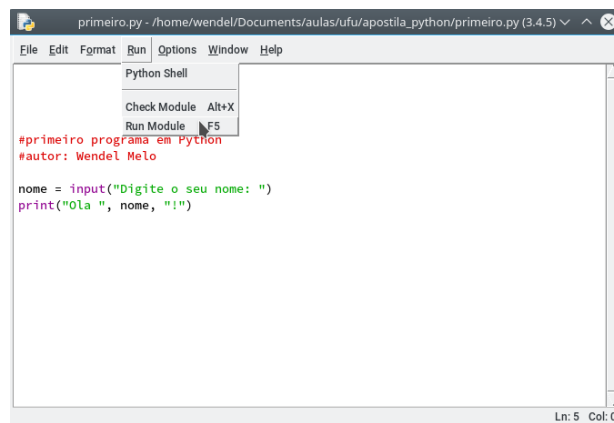 primeiro.py - /home/wendel/Documents/aulas/ufu/apostila_python/primeiro.py (3.4.5)
File Edit Format Run Options Window Help
Python Shell
Check Module Alt+X
Run Module F5
#primeiro programa em Python
#autor: Wendel Melo
nome = input("Digite o seu nome: ")
print("Ola ", nome, "!")
Ln: 5 Col: 0